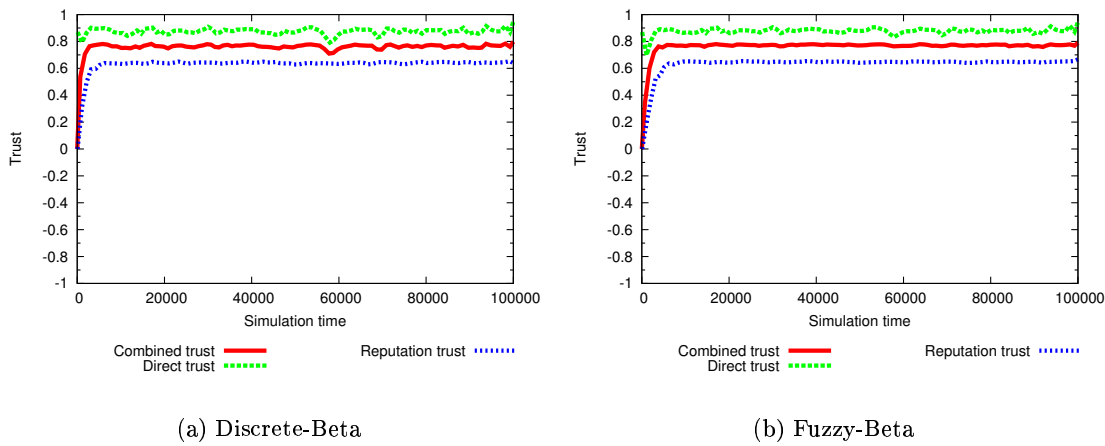 1
0.8
0.6
0.4
0.2
0
-0.2
-0.4
-0.6
-0.8
-1
Trust
0 20000 40000 60000 80000 100000
Simulation time
Combined trust
Direct trust
Reputation trust
(a) Discrete-Beta
1
0.8
0.6
0.4
0.2
0
-0.2
-0.4
-0.6
-0.8
-1
Trust
0 20000 40000 60000 80000 100000
Simulation time
Combined trust
Direct trust
Reputation trust
(b) Fuzzy-Beta